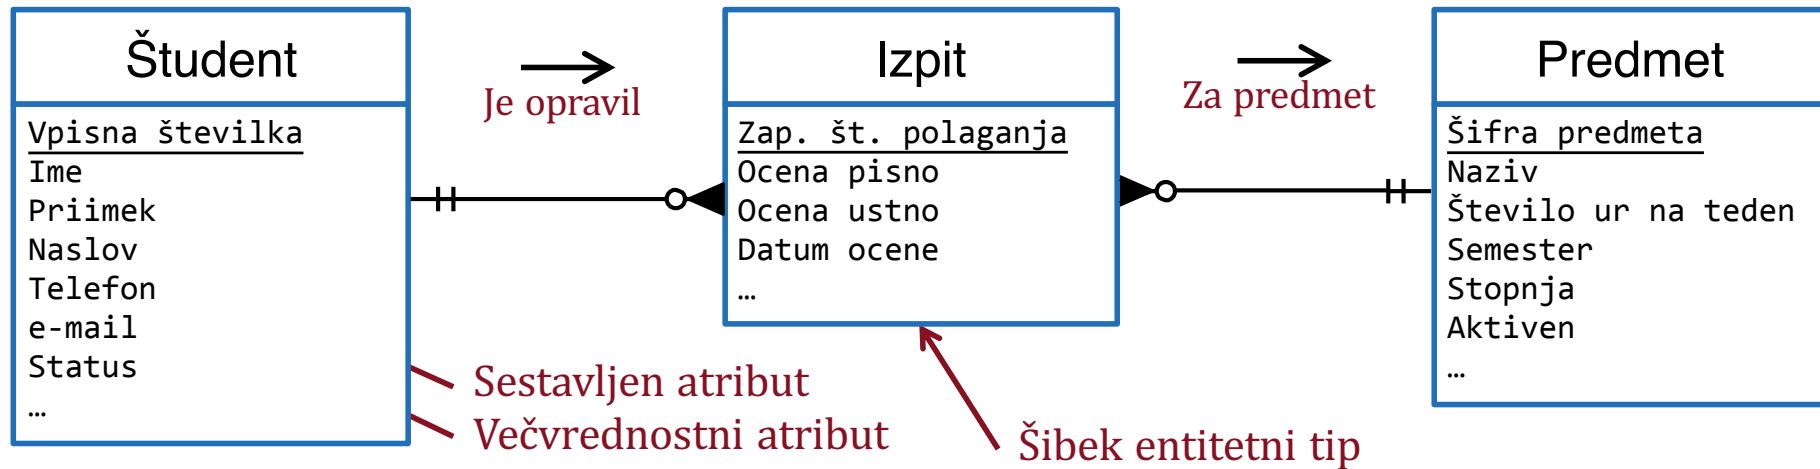 Študent
Vpisna številka
Ime
Priimek
Naslov
Telefon
e-mail
Status
…
Je opravil
Izpit
Zap. št. polaganja
Ocena pisno
Ocena ustno
Datum ocene
…
Za predmet
Predmet
Šifra predmeta
Naziv
Število ur na teden
Semester
Stopnja
Aktiven
…
Sestavljen atribut
Večvrednostni atribut
Šibek entitetni tip